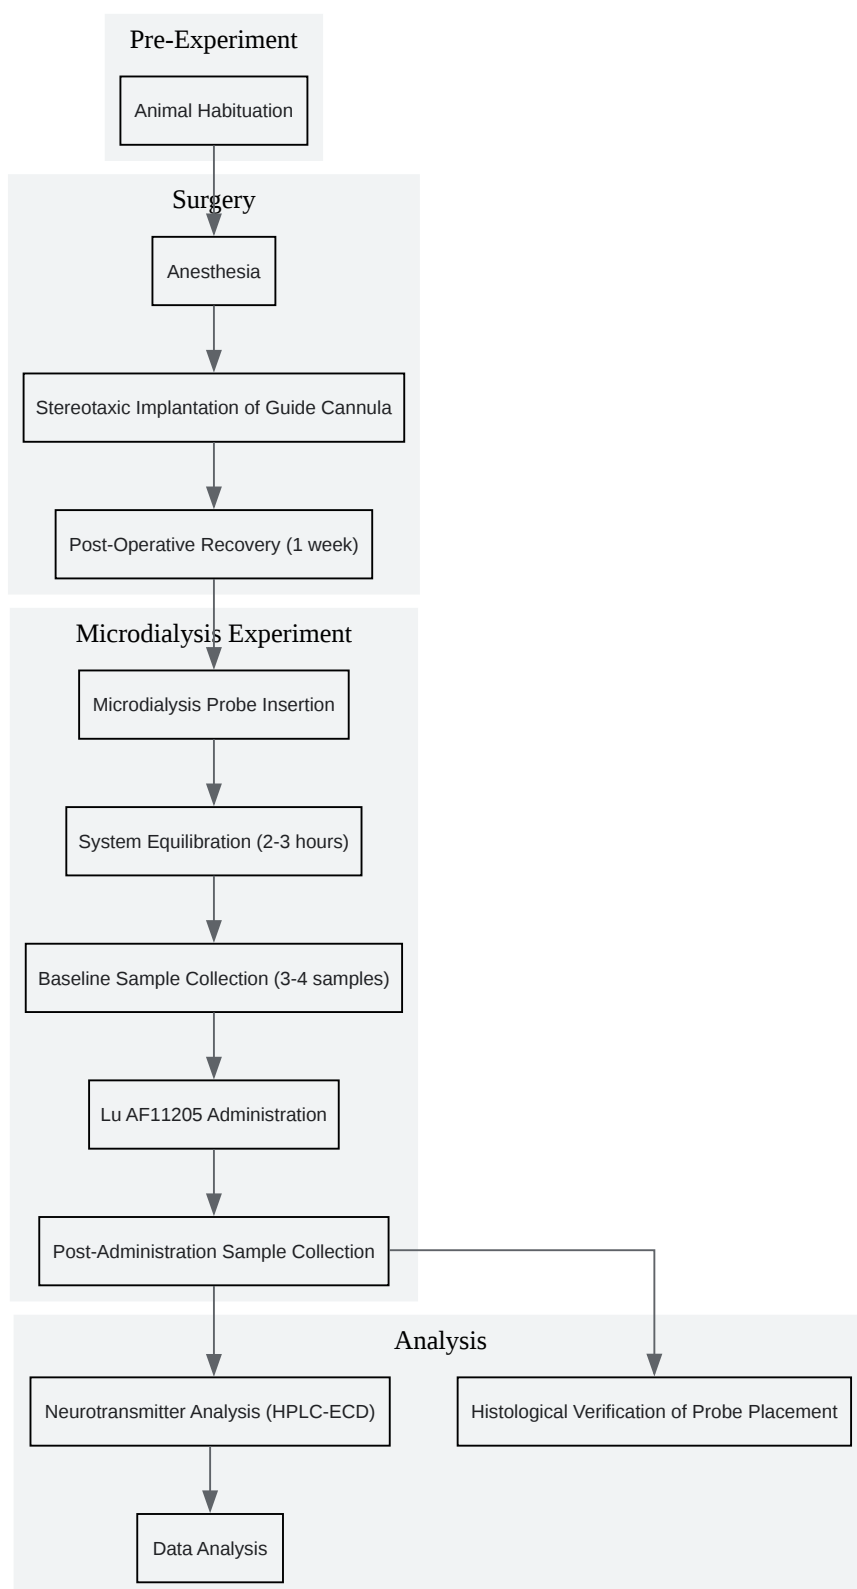 Pre-Experiment
Animal Habituation
Surgery
Anesthesia
Stereotaxic Implantation of Guide Cannula
Post-Operative Recovery (1 week)
Microdialysis Experiment
Microdialysis Probe Insertion
System Equilibration (2-3 hours)
Baseline Sample Collection (3-4 samples)
Lu AF11205 Administration
Post-Administration Sample Collection
Analysis
Neurotransmitter Analysis (HPLC-ECD)
Histological Verification of Probe Placement
Data Analysis